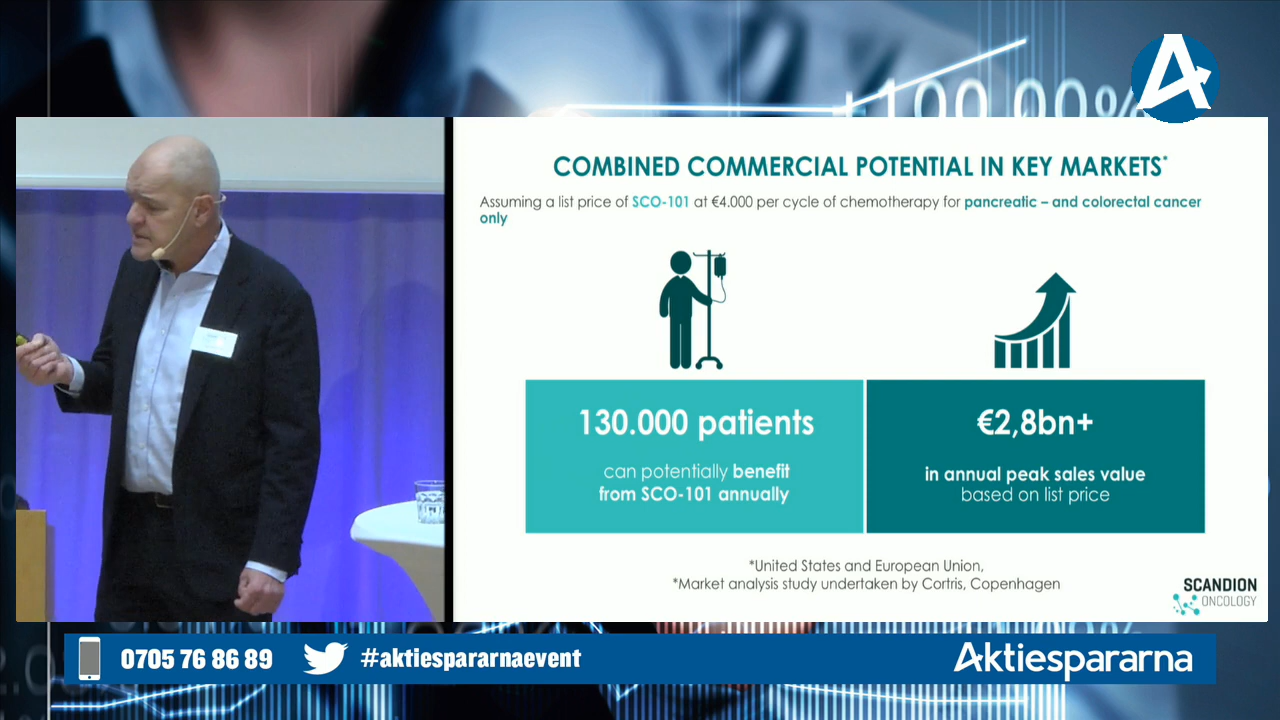 +100,00%
COMBINED COMMERCIAL POTENTIAL IN KEY MARKETS*
Assuming a list price of SCO-101 at €4.000 per cycle of chemotherapy for pancreatic – and colorectal cancer
only
130.000 patients
can potentially benefit
from SCO-101 annually
€2,8bn+
in annual peak sales value
based on list price
*United States and European Union,
*Market analysis study undertaken by Cortris, Copenhagen
SCANDION
ONCOLOGY
0705 76 86 89
#aktiespararnaevent
Aktiespararna